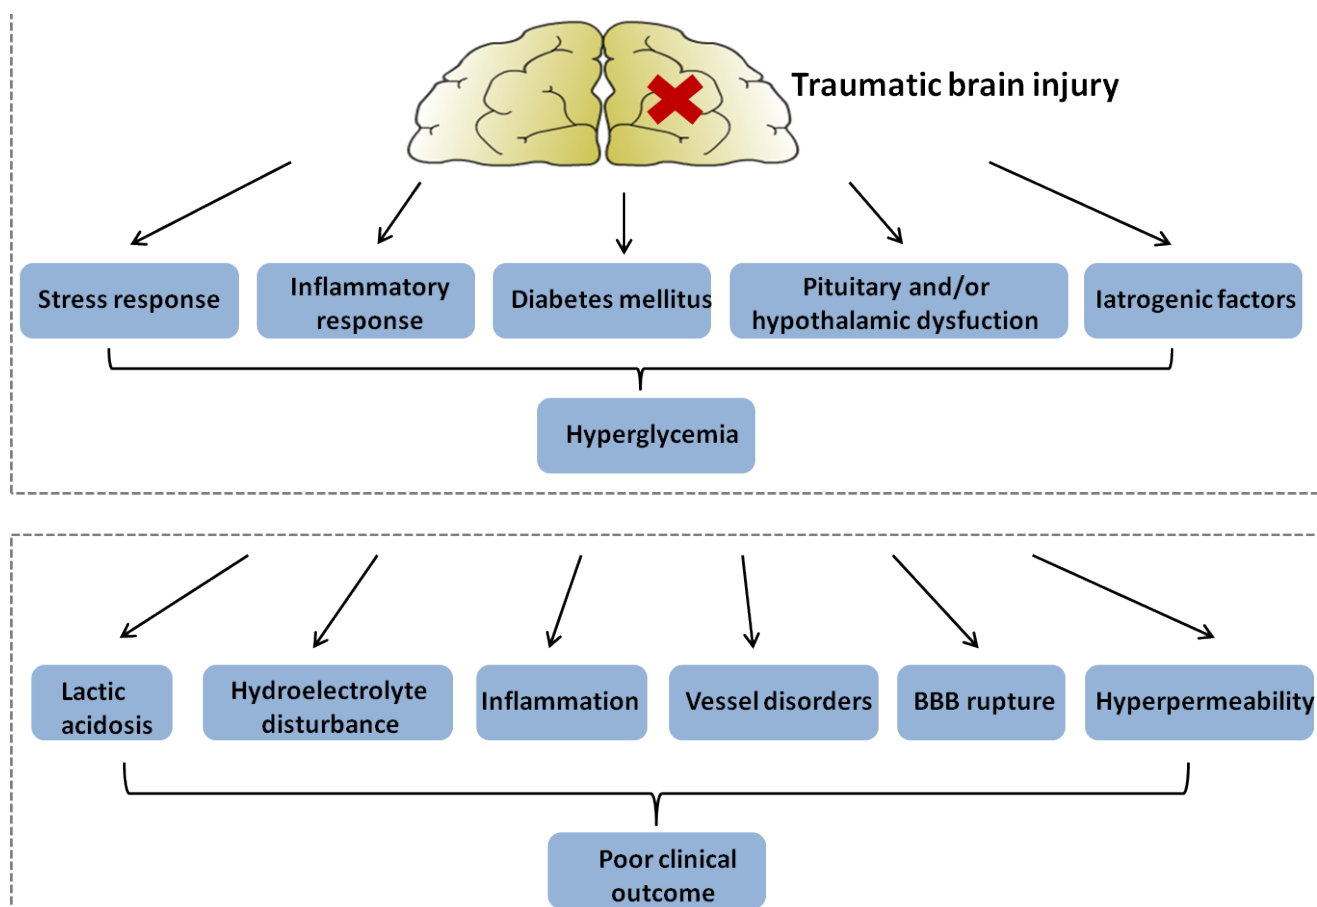 Traumatic brain injury
Stress response
Inflammatory
response
Diabetes mellitus
Pituitary and/or
hypothalamic dysfuction
Iatrogenic factors
Hyperglycemia
Lactic
acidosis
Hydroelectrolyte
disturbance
Inflammation
Vessel disorders
BBB rupture
Hyperpermeability
Poor clinical
outcome